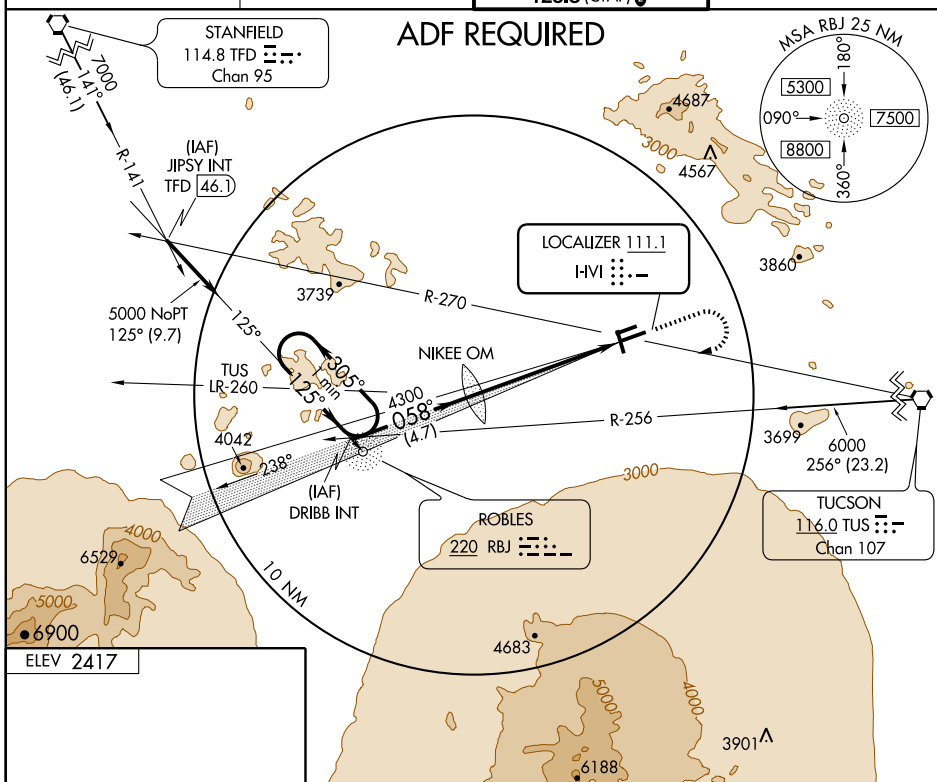 (CTAF)
ADF REQUIRED
STANFIELD
114.8 TFD
Chan 95
MSA RBJ 25 NM
180°
5300
090°
7500
8800
360°
7000
141°
(46.1)
R-141
(IAF)
JIPSY INT
TFD 46.1
4687
3000
4567
LOCALIZER 111.1
I-IVI
3860
3739
R-270
5000 NoPT
125° (9.7)
125°
305°
125°
1 min
NIKEE OM
TUS
LR-260
4300
058°
(4.7)
R-256
4042
238°
3699
6000
256° (23.2)
(IAF)
DRIBB INT
3000
ROBLES
220 RBJ
TUCSON
116.0 TUS
Chan 107
4000
6529
10 NM
5000
6900
4683
ELEV 2417
5000
4000
3901
6188